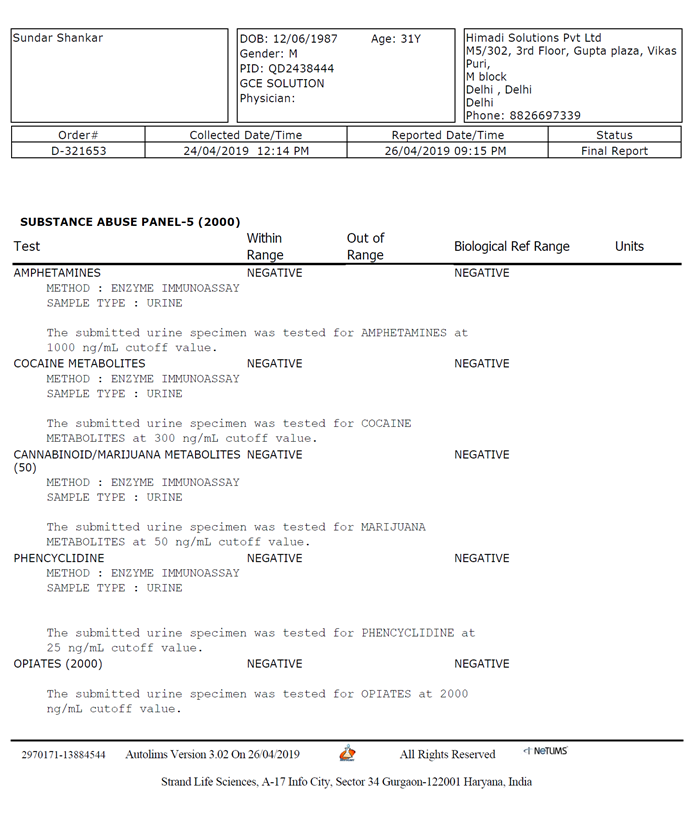 Sundar Shankar
DOB: 12/06/1987 Age: 31Y
Gender: M
PID: QD2438444
GCE SOLUTION
Physician:
Himadi Solutions Pvt Ltd
M5/302, 3rd Floor, Gupta plaza, Vikas
Puri,
M block
Delhi , Delhi
Delhi
Phone: 8826697339
Order# Collected Date/Time Reported Date/Time Status
D-321653 24/04/2019 12:14 PM 26/04/2019 09:15 PM Final Report
SUBSTANCE ABUSE PANEL-5 (2000)
Test Within Range Out of Range Biological Ref Range Units
AMPHETAMINES NEGATIVE NEGATIVE
METHOD : ENZYME IMMUNOASSAY
SAMPLE TYPE : URINE
The submitted urine specimen was tested for AMPHETAMINES at
1000 ng/mL cutoff value.
COCAINE METABOLITES NEGATIVE NEGATIVE
METHOD : ENZYME IMMUNOASSAY
SAMPLE TYPE : URINE
The submitted urine specimen was tested for COCAINE
METABOLITES at 300 ng/mL cutoff value.
CANNABINOID/MARIJUANA METABOLITES NEGATIVE NEGATIVE
(50)
METHOD : ENZYME IMMUNOASSAY
SAMPLE TYPE : URINE
The submitted urine specimen was tested for MARIJUANA
METABOLITES at 50 ng/mL cutoff value.
PHENCYCLIDINE NEGATIVE NEGATIVE
METHOD : ENZYME IMMUNOASSAY
SAMPLE TYPE : URINE
The submitted urine specimen was tested for PHENCYCLIDINE at
25 ng/mL cutoff value.
OPIATES (2000) NEGATIVE NEGATIVE
The submitted urine specimen was tested for OPIATES at 2000
ng/mL cutoff value.
2970171-13884544 Autolims Version 3.02 On 26/04/2019 All Rights Reserved NeTUMS
Strand Life Sciences, A-17 Info City, Sector 34 Gurgaon-122001 Haryana, India